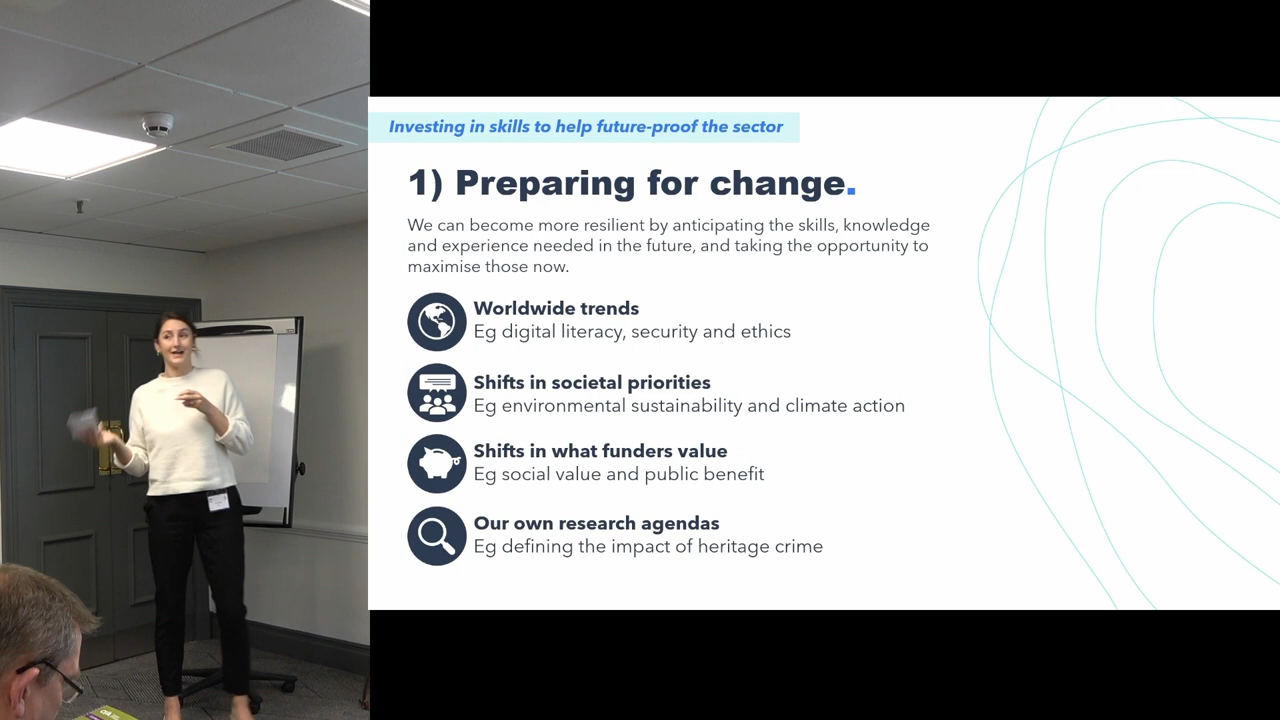 Investing in skills to help future-proof the sector
1) Preparing for change.
We can become more resilient by anticipating the skills, knowledge
and experience needed in the future, and taking the opportunity to
maximise those now.
Worldwide trends
Eg digital literacy, security and ethics
Shifts in societal priorities
Eg environmental sustainability and climate action
Shifts in what funders value
Eg social value and public benefit
Our own research agendas
Eg defining the impact of heritage crime